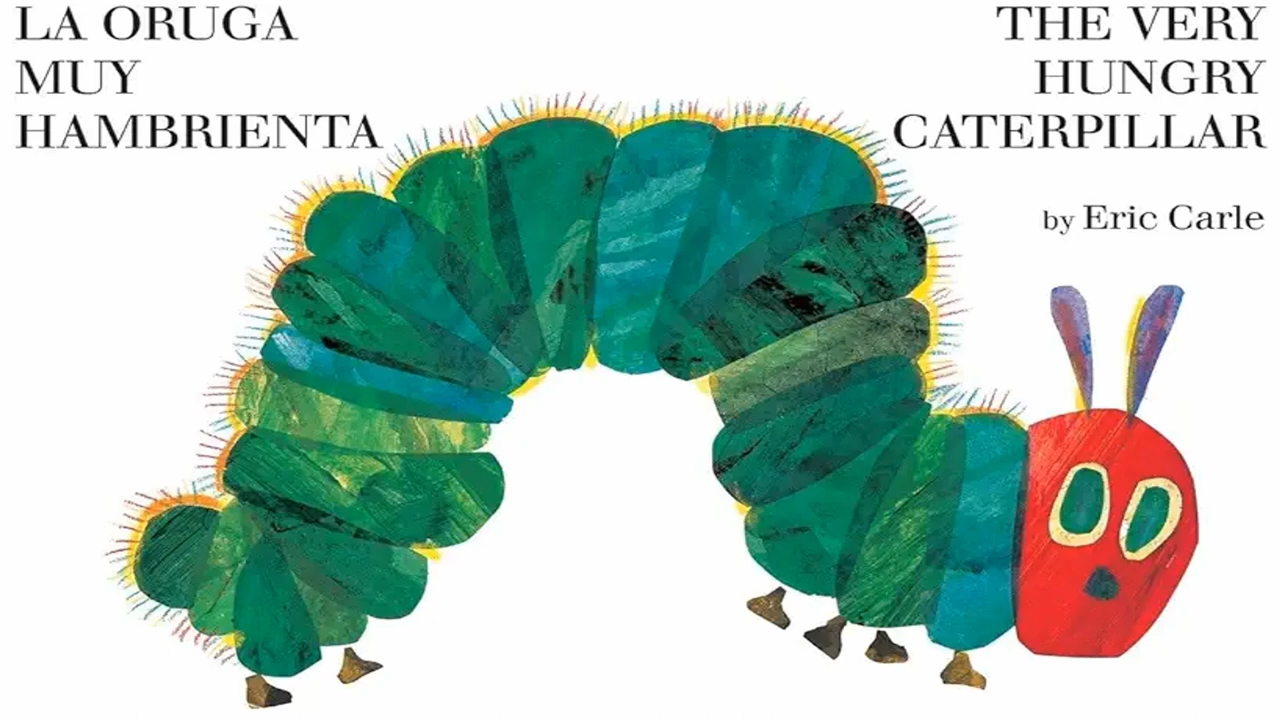 LA ORUGA
MUY
HAMBRIENTA
THE VERY
HUNGRY
CATERPILLAR
by Eric Carle